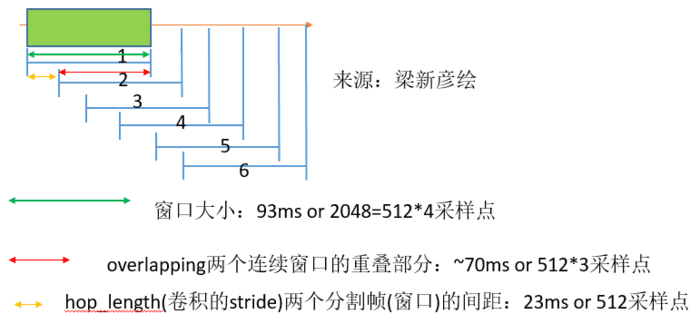 1
2
3
4
5
6
来源：梁新彦绘
窗口大小：93ms or 2048=512*4采样点
overlapping两个连续窗口的重叠部分：~70ms or 512*3采样点
hop_length(卷积的stride)两个分割帧(窗口)的间距：23ms or 512采样点